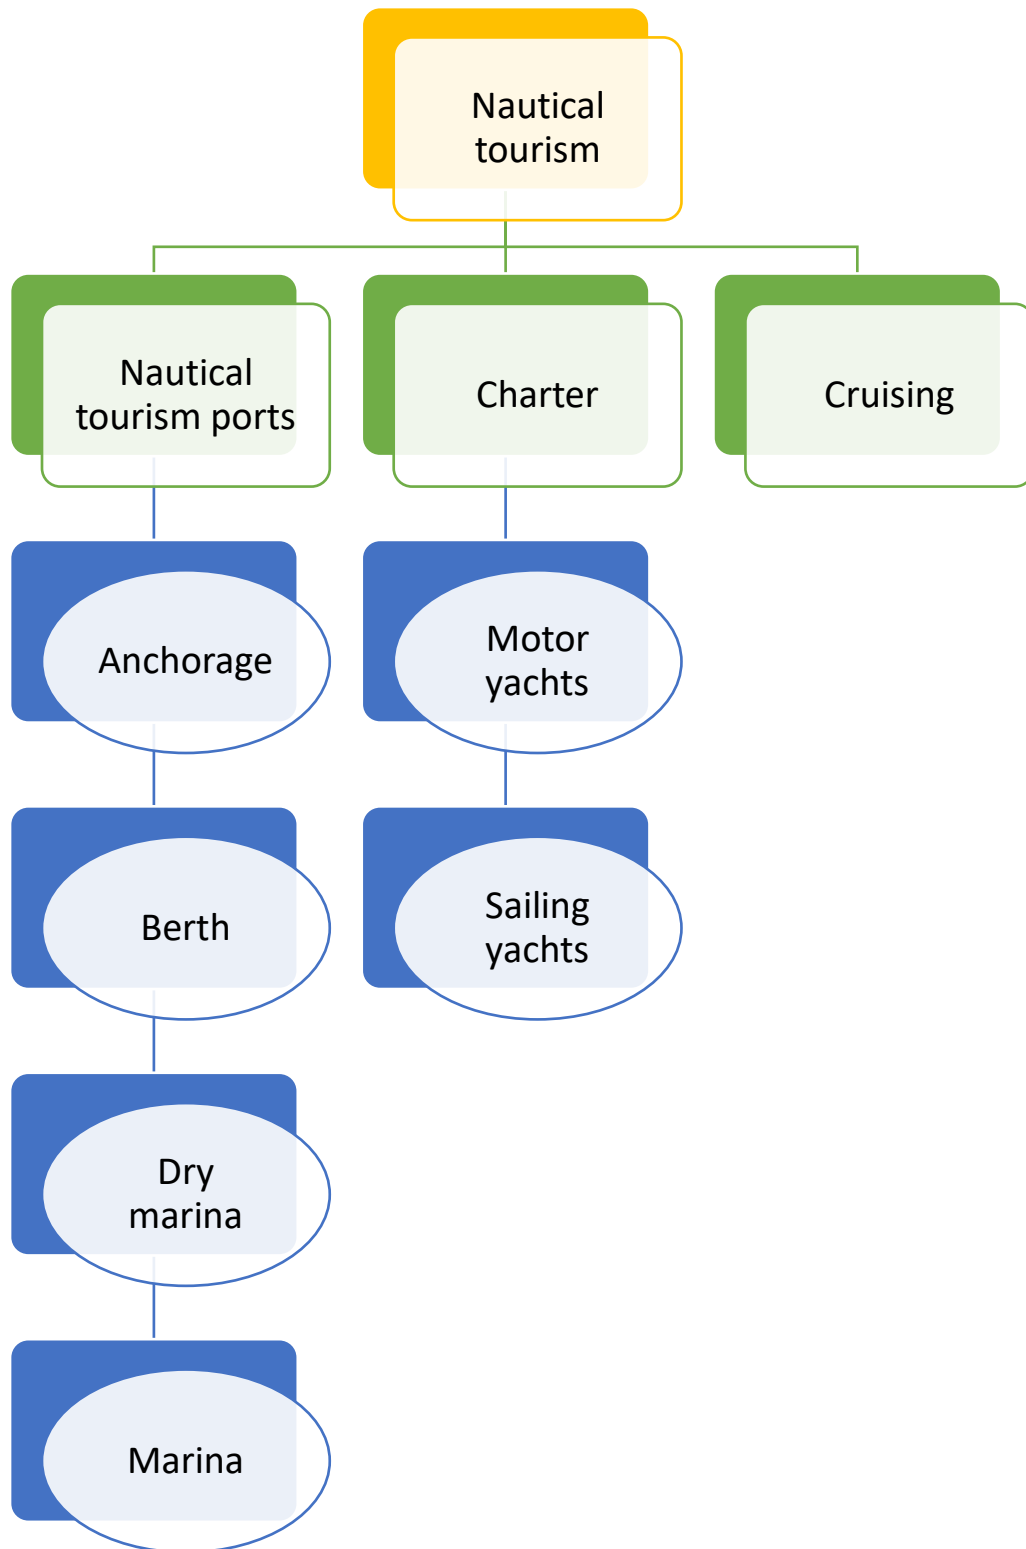 Nautical
tourism
Nautical
tourism ports
Charter
Cruising
Anchorage
Motor
yachts
Berth
Sailing
yachts
Dry
marina
Marina